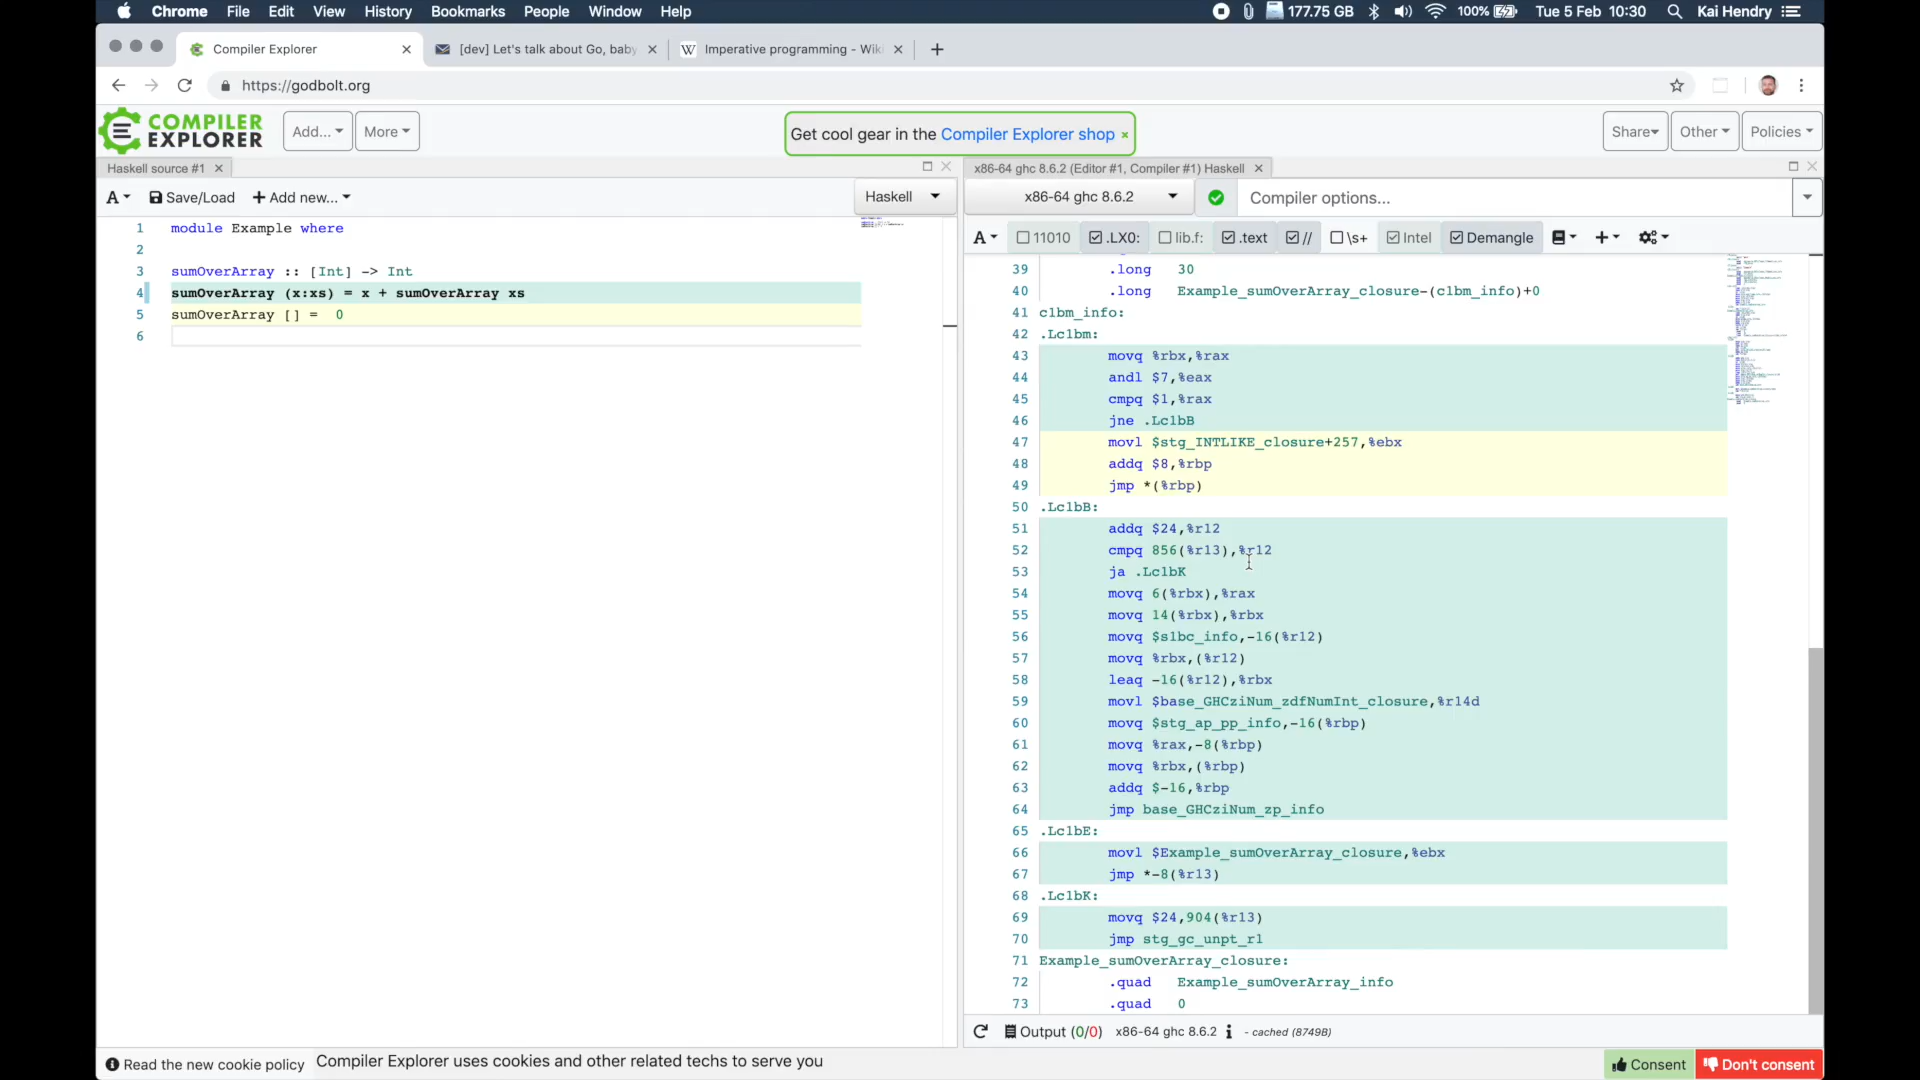 Chrome File Edit View History Bookmarks People Window Help 177.75 GB 100% Tue 5 Feb 10:30 Kai Hendry
Compiler Explorer
[dev] Let's talk about Go, baby
W Imperative programming - Wiki
https://godbolt.org
COMPILER EXPLORER
Add...
More
Get cool gear in the Compiler Explorer shop ×
Share
Other
Policies
Haskell source #1
A
Save/Load
+ Add new...
Haskell
1 module Example where
2
3 sumOverArray :: [Int] -> Int
4 sumOverArray (x:xs) = x + sumOverArray xs
5 sumOverArray [] =  0
6
x86-64 ghc 8.6.2 (Editor #1, Compiler #1) Haskell
x86-64 ghc 8.6.2
Compiler options...
A 11010 .LX0: lib.f: .text // \s+ Intel Demangle
39 .long 30
40 .long Example_sumOverArray_closure-(c1bm_info)+0
41 c1bm_info:
42 .Lc1bm:
43 movq %rbx,%rax
44 andl $7,%eax
45 cmpq $1,%rax
46 jne .Lc1bB
47 movl $stg_INTLIKE_closure+257,%ebx
48 addq $8,%rbp
49 jmp *(%rbp)
50 .Lc1bB:
51 addq $24,%r12
52 cmpq 856(%r13),%r12
53 ja .Lc1bK
54 movq 6(%rbx),%rax
55 movq 14(%rbx),%rbx
56 movq $s1bc_info,-16(%r12)
57 movq %rbx,(%r12)
58 leaq -16(%r12),%rbx
59 movl $base_GHCziNum_zdfNumInt_closure,%r14d
60 movq $stg_ap_pp_info,-16(%rbp)
61 movq %rax,-8(%rbp)
62 movq %rbx,(%rbp)
63 addq $-16,%rbp
64 jmp base_GHCziNum_zp_info
65 .Lc1bE:
66 movl $Example_sumOverArray_closure,%ebx
67 jmp *-8(%r13)
68 .Lc1bK:
69 movq $24,904(%r13)
70 jmp stg_gc_unpt_r1
71 Example_sumOverArray_closure:
72 .quad Example_sumOverArray_info
73 .quad 0
Output (0/0) x86-64 ghc 8.6.2 i - cached (8749B)
Read the new cookie policy
Compiler Explorer uses cookies and other related techs to serve you
Consent
Don't consent